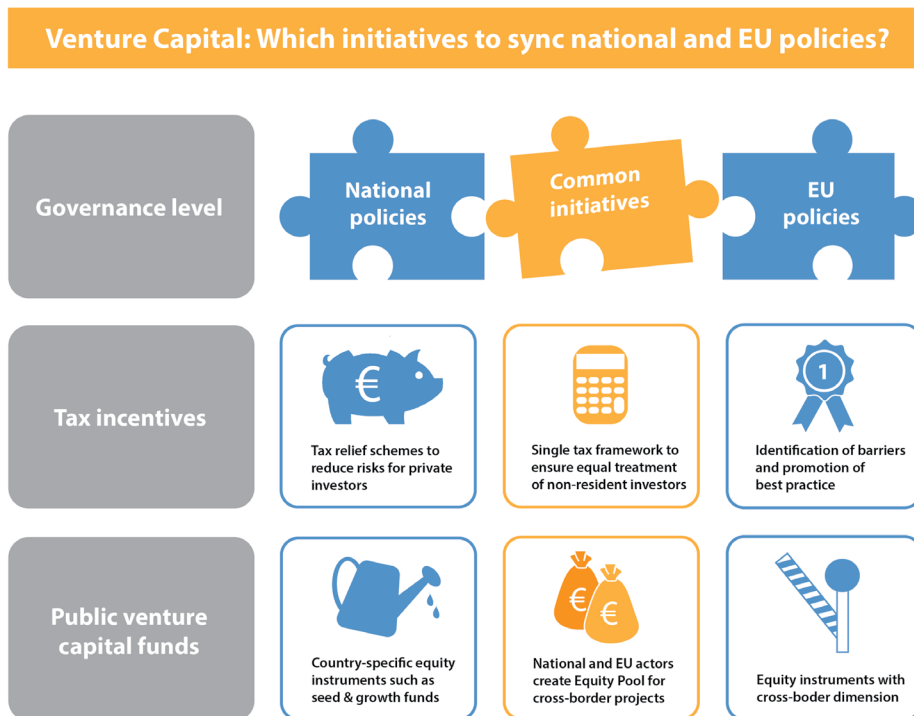 Venture Capital: Which initiatives to sync national and EU policies?
Governance level
National
policies
Common
initiatives
EU
policies
Tax incentives
€
Tax relief schemes to
reduce risks for private
investors
Single tax framework to
ensure equal treatment
of non-resident investors
1
Identification of barriers
and promotion of
best practice
Public venture
capital funds
Country-specific equity
instruments such as
seed & growth funds
€ €
National and EU actors
create Equity Pool for
cross-border projects
Equity instruments with
cross-boder dimension